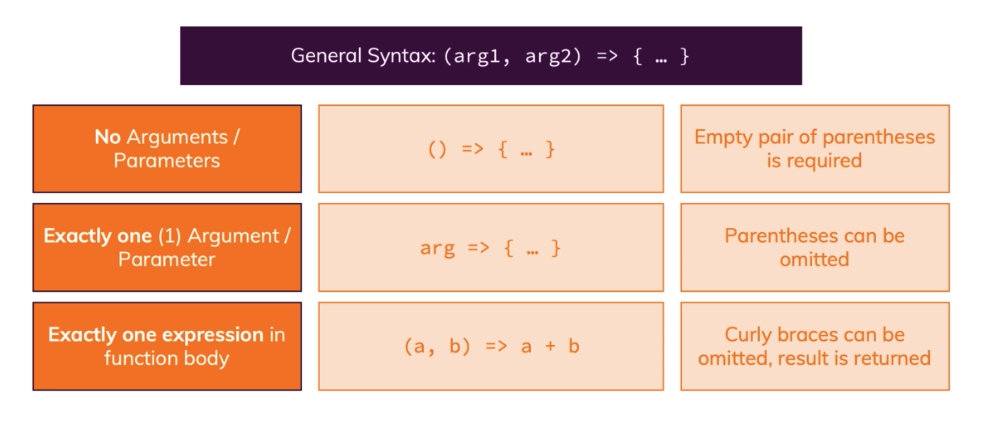 General Syntax: (arg1, arg2) => { … }
No Arguments /
Parameters
() => { … }
Empty pair of parentheses
is required
Exactly one (1) Argument /
Parameter
arg => { … }
Parentheses can be
omitted
Exactly one expression in
function body
(a, b) => a + b
Curly braces can be
omitted, result is returned